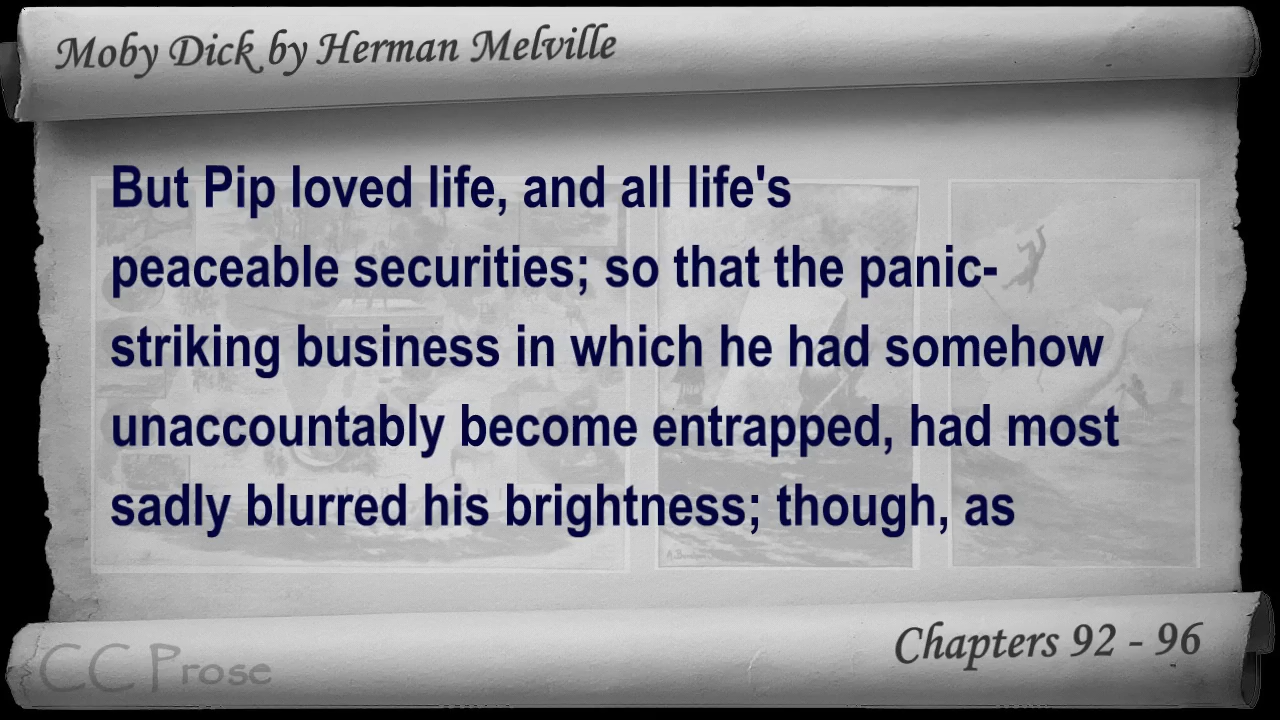 Moby Dick by Herman Melville
But Pip loved life, and all life's
peaceable securities; so that the panic-
striking business in which he had somehow
unaccountably become entrapped, had most
sadly blurred his brightness; though, as
Chapters 92 - 96
CC Prose